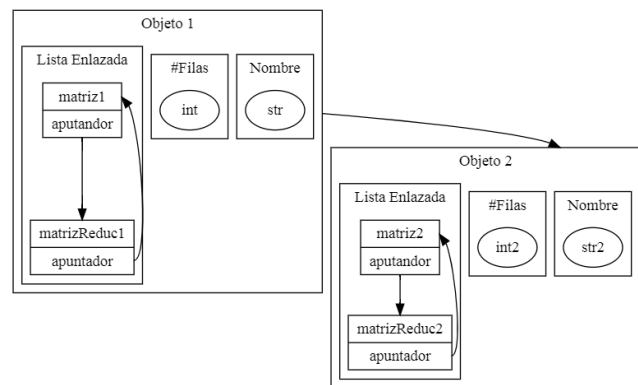 Objeto 1
Lista Enlazada
#Filas
Nombre
matriz1
aputandor
int
str
matrizReduc1
apuntador
Objeto 2
Lista Enlazada
#Filas
Nombre
matriz2
aputandor
int2
str2
matrizReduc2
apuntador